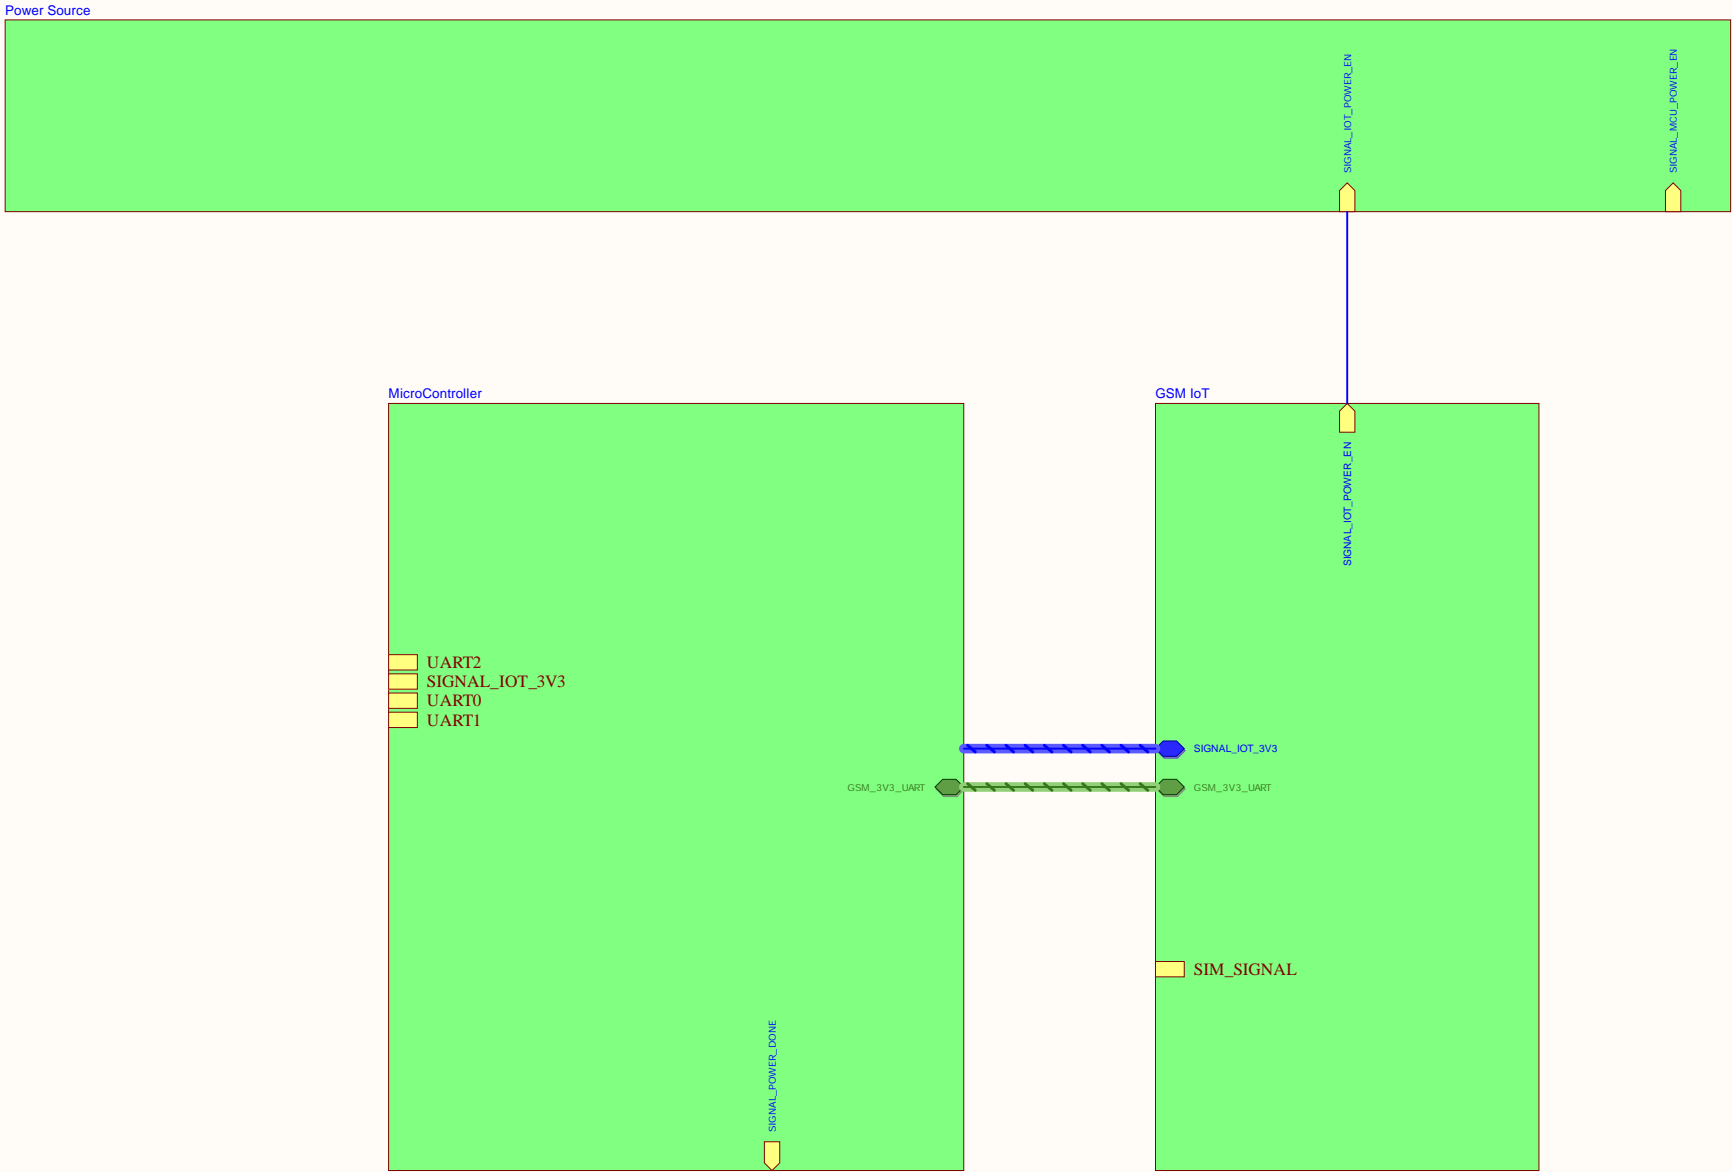 Power Source
SIGNAL_IOT_POWER_EN
SIGNAL_MCU_POWER_EN
MicroController
GSM IoT
SIGNAL_IOT_POWER_EN
UART2
SIGNAL_IOT_3V3
UART0
UART1
SIGNAL_IOT_3V3
GSM_3V3_UART
GSM_3V3_UART
SIM_SIGNAL
SIGNAL_POWER_DONE